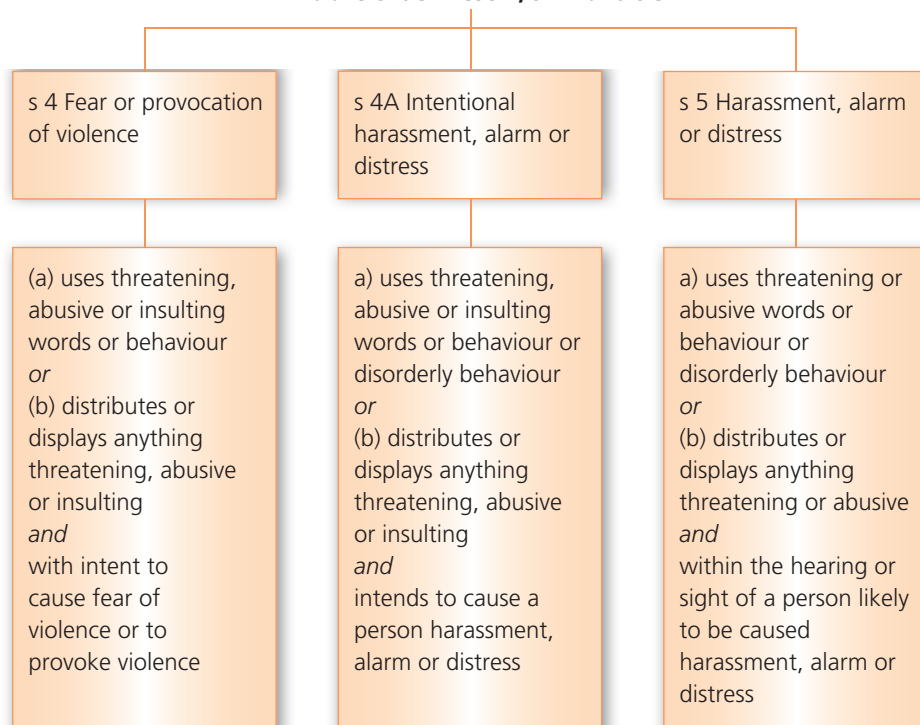 s 4 Fear or provocation
of violence
s 4A Intentional
harassment, alarm or
distress
s 5 Harassment, alarm
or distress
(a) uses threatening,
abusive or insulting
words or behaviour
or
(b) distributes or
displays anything
threatening, abusive
or insulting
and
with intent to
cause fear of
violence or to
provoke violence
a) uses threatening,
abusive or insulting
words or behaviour or
disorderly behaviour
or
(b) distributes or
displays anything
threatening, abusive
or insulting
and
intends to cause a
person harassment,
alarm or distress
a) uses threatening or
abusive words or
behaviour or
disorderly behaviour
or
(b) distributes or
displays anything
threatening or abusive
and
within the hearing or
sight of a person likely
to be caused
harassment, alarm or
distress